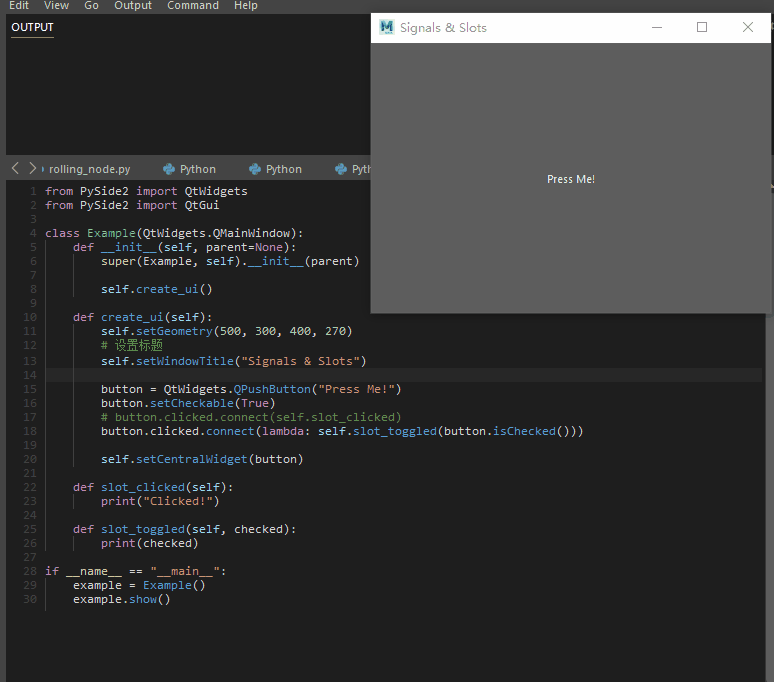 Edit View Go Output Command Help
OUTPUT
Signals & Slots
Press Me!
rolling_node.py Python Python Pyth
1 from PySide2 import QtWidgets
2 from PySide2 import QtGui
3
4 class Example(QtWidgets.QMainWindow):
5     def __init__(self, parent=None):
6         super(Example, self).__init__(parent)
7
8         self.create_ui()
9
10     def create_ui(self):
11         self.setGeometry(500, 300, 400, 270)
12         # 设置标题
13         self.setWindowTitle("Signals & Slots")
14
15         button = QtWidgets.QPushButton("Press Me!")
16         button.setCheckable(True)
17         # button.clicked.connect(self.slot_clicked)
18         button.clicked.connect(lambda: self.slot_toggled(button.isChecked()))
19
20         self.setCentralWidget(button)
21
22     def slot_clicked(self):
23         print("Clicked!")
24
25     def slot_toggled(self, checked):
26         print(checked)
27
28 if __name__ == "__main__":
29     example = Example()
30     example.show()